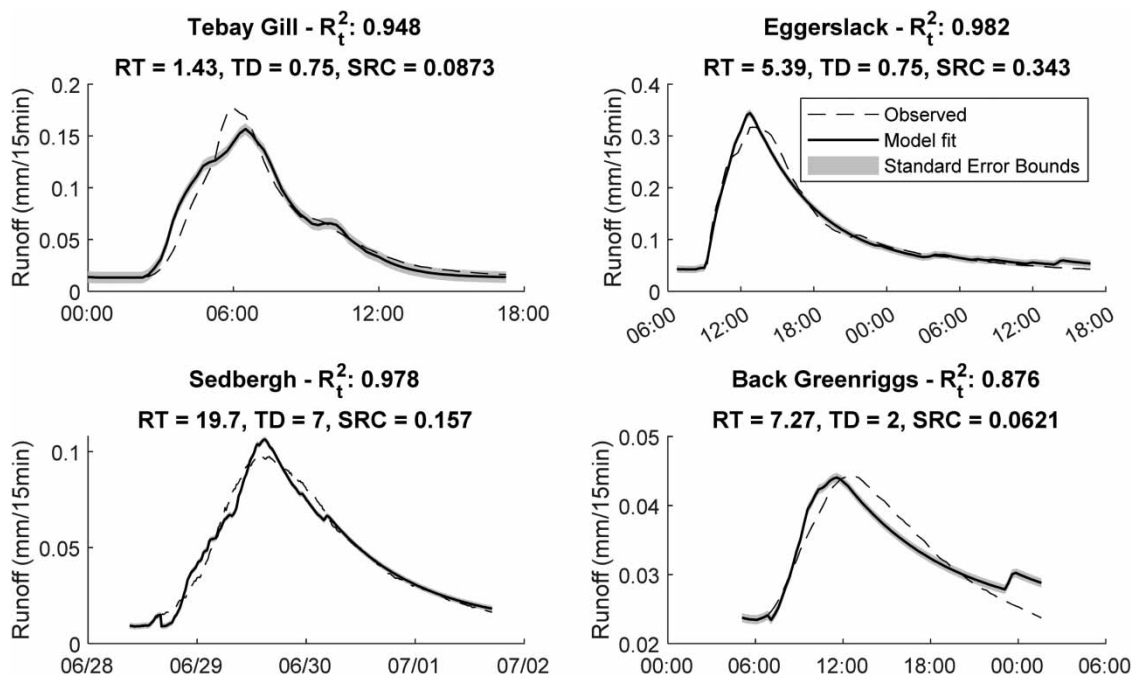 Tebay Gill - R²t: 0.948
RT = 1.43, TD = 0.75, SRC = 0.0873
Runoff (mm/15min)
0.2
0.15
0.1
0.05
0
00:00 06:00 12:00 18:00
Eggerslack - R²t: 0.982
RT = 5.39, TD = 0.75, SRC = 0.343
Runoff (mm/15min)
0.4
0.3
0.2
0.1
0
Observed
Model fit
Standard Error Bounds
06:00 12:00 18:00 00:00 06:00 12:00 18:00
Sedbergh - R²t: 0.978
RT = 19.7, TD = 7, SRC = 0.157
Runoff (mm/15min)
0.1
0.05
0
06/28 06/29 06/30 07/01 07/02
Back Greenriggs - R²t: 0.876
RT = 7.27, TD = 2, SRC = 0.0621
Runoff (mm/15min)
0.05
0.04
0.03
0.02
00:00 06:00 12:00 18:00 00:00 06:00